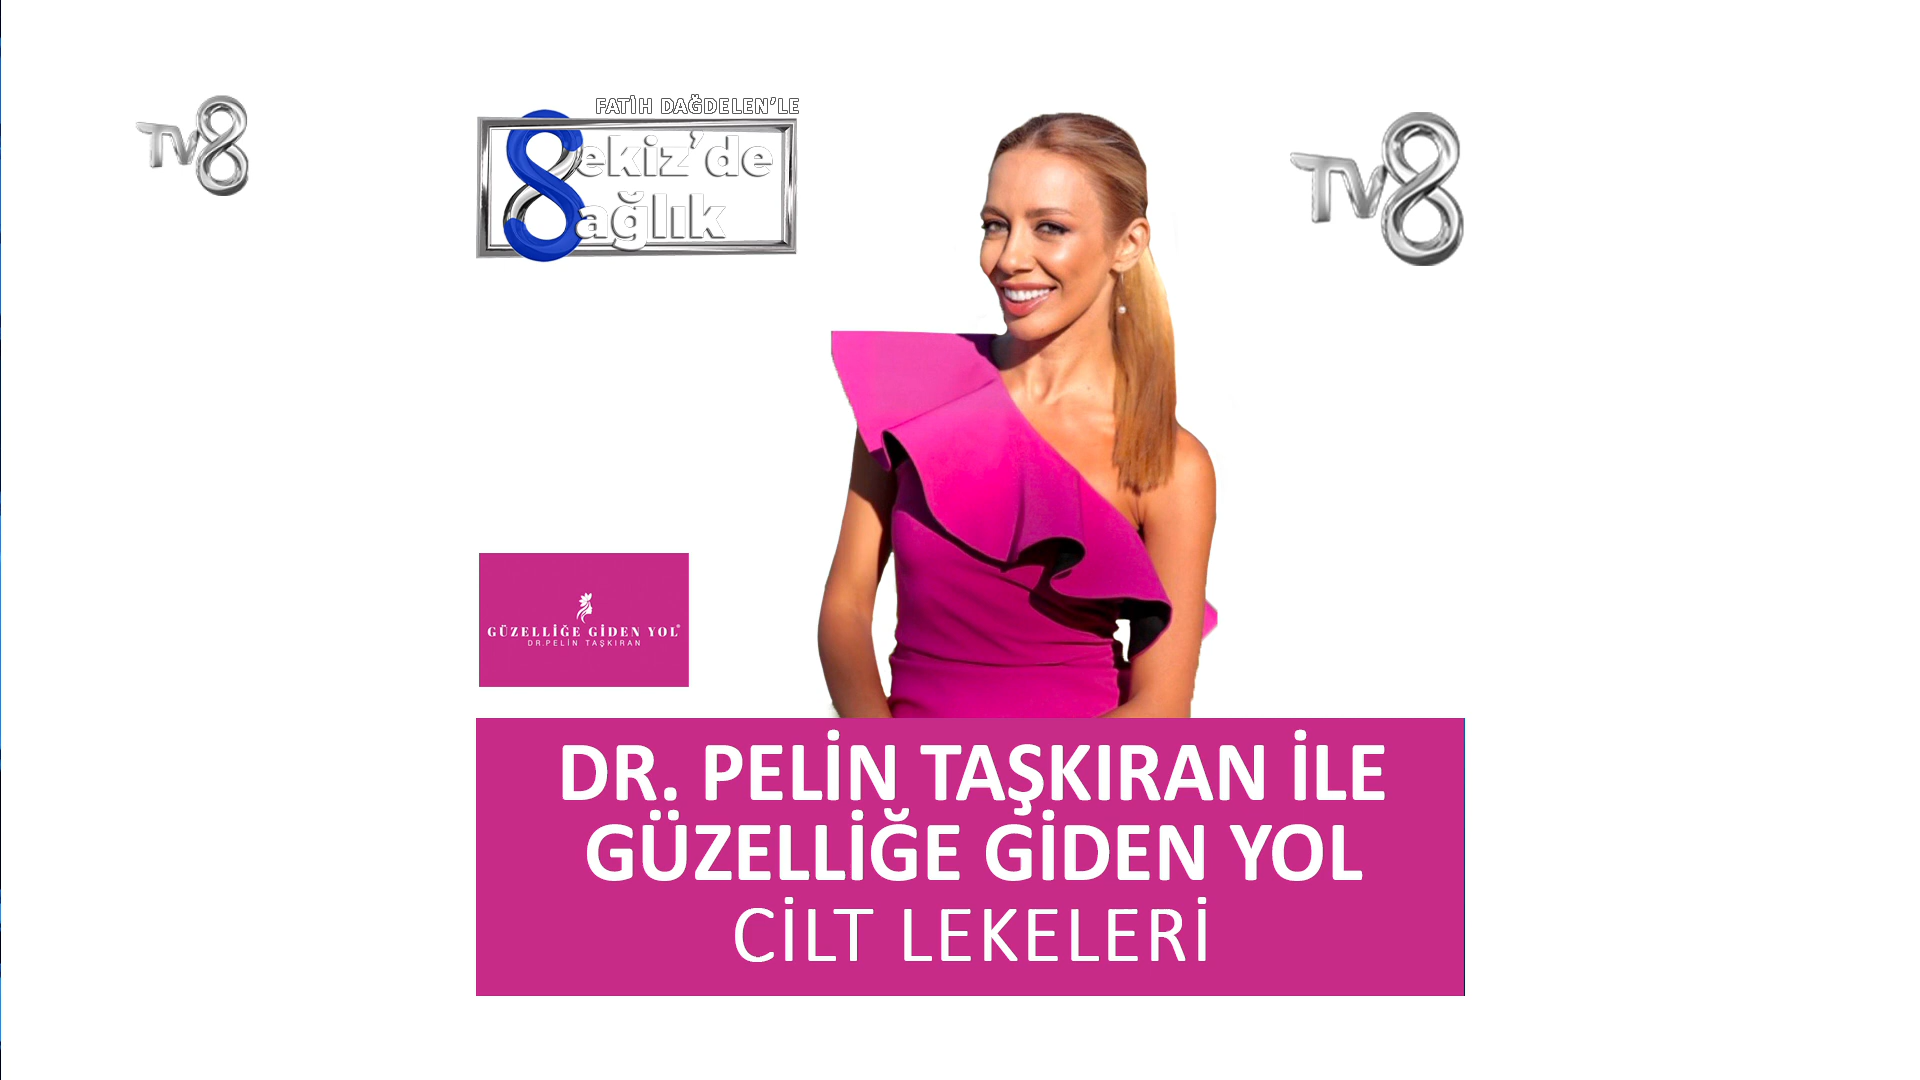 TV8
FATİH DAĞDELEN'LE
8ekiz'de
8ağlık
TV8
GÜZELLİĞE GİDEN YOL®
DR.PELİN TAŞKIRAN
DR. PELİN TAŞKIRAN İLE
GÜZELLİĞE GİDEN YOL
CİLT LEKELERİ